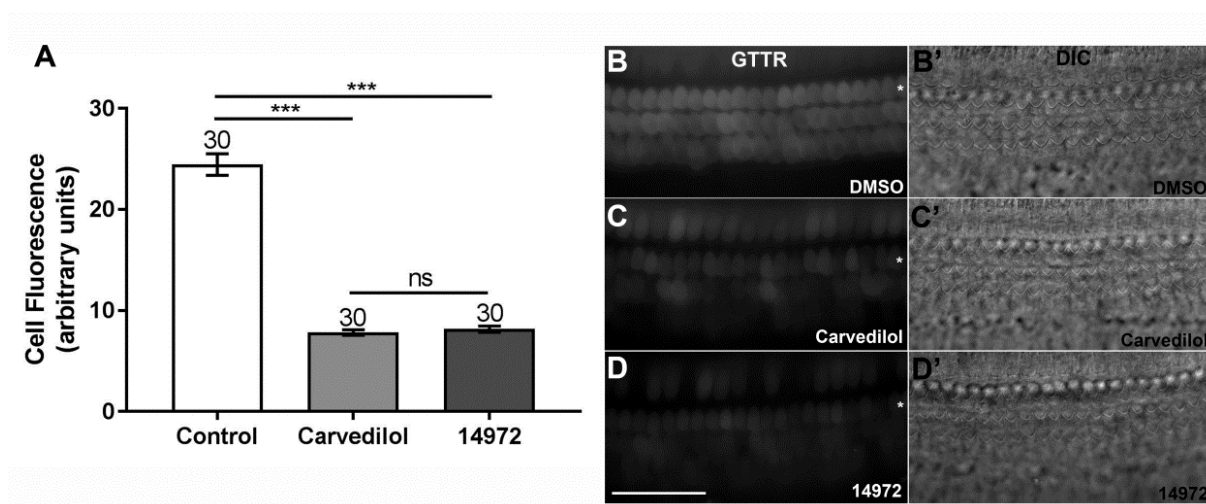 A
Cell Fluorescence
(arbitrary units)
30
20
10
0
***
***
ns
30
30
30
Control
Carvedilol
14972
B
GTTR
*
DMSO
B'
DIC
DMSO
C
*
Carvedilol
C'
Carvedilol
D
*
14972
D'
14972